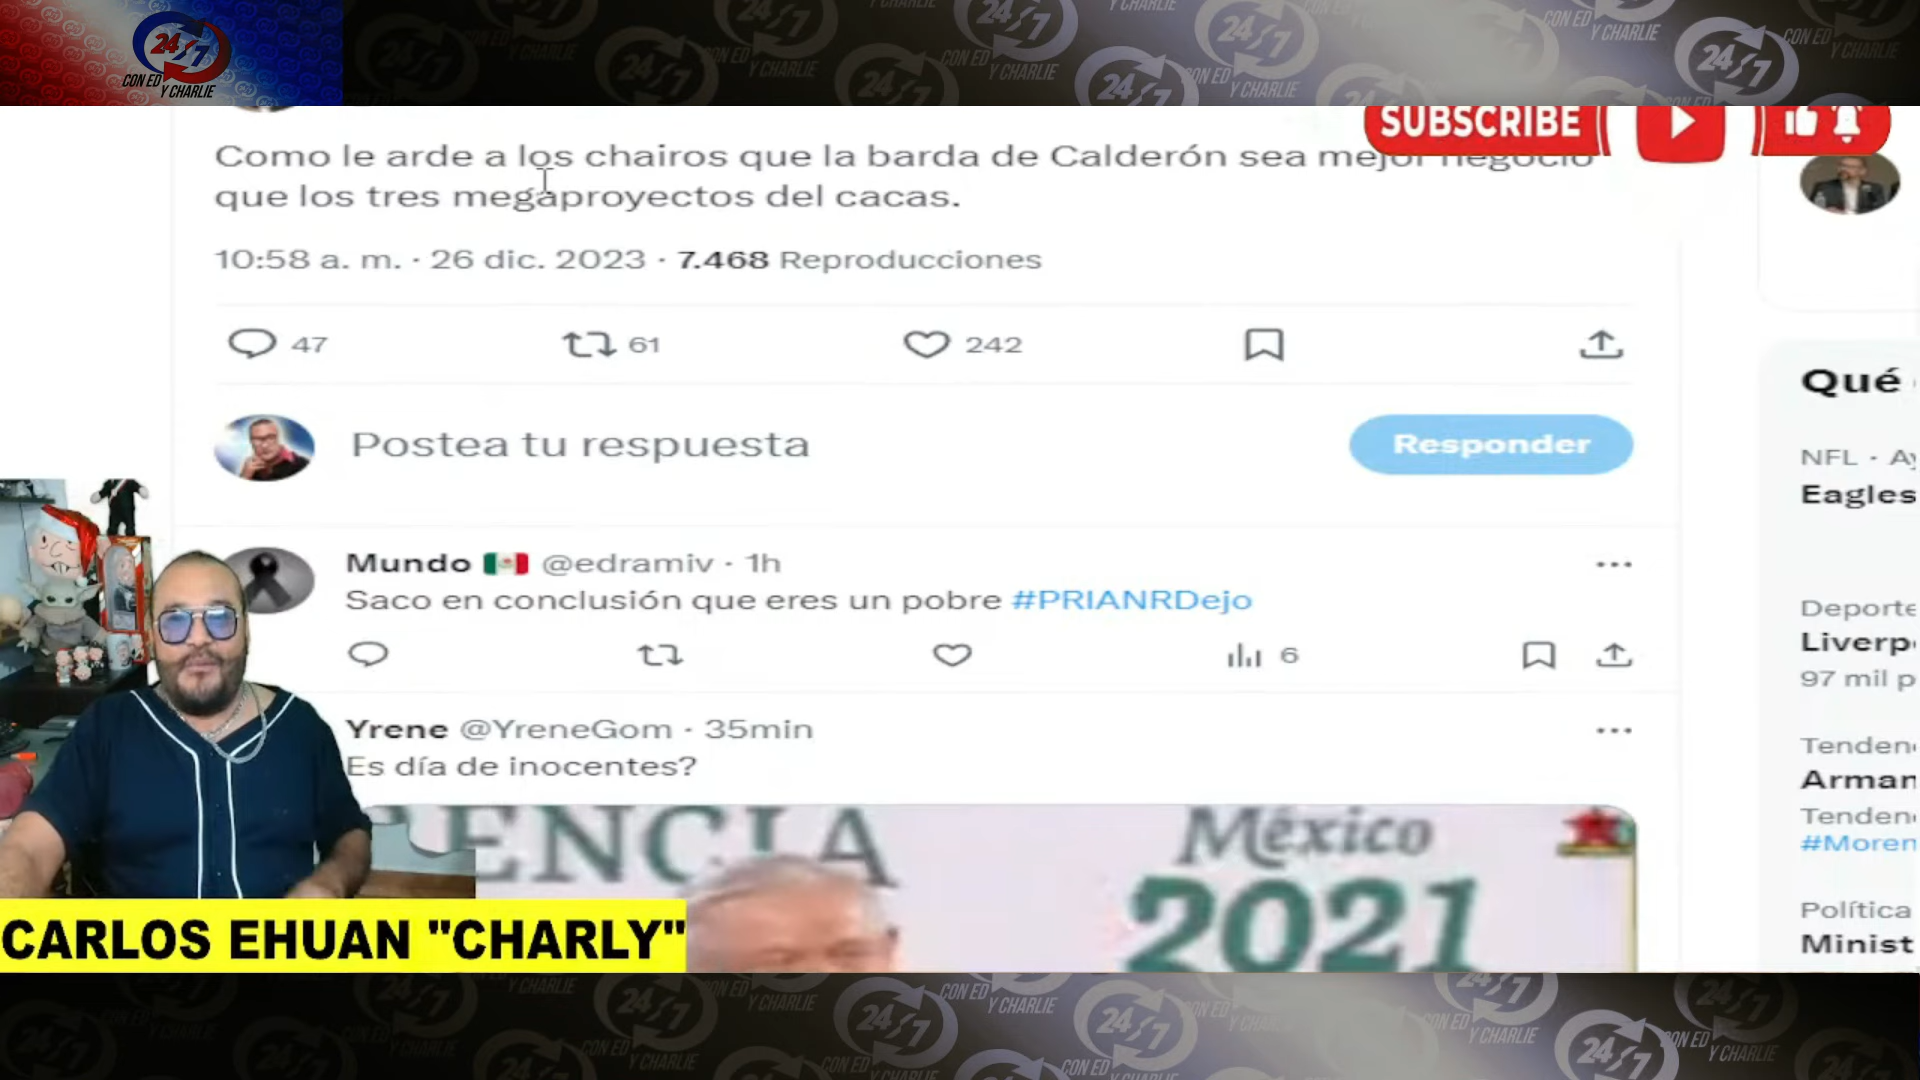 24/7
CON ED
Y CHARLIE
SUBSCRIBE
Como le arde a los chairos que la barda de Calderón sea mejor negocio
que los tres megaproyectos del cacas.
10:58 a. m. · 26 dic. 2023 · 7.468 Reproducciones
47 61 242
Qué
Postea tu respuesta
Responder
NFL
Eagles
Mundo @edramiv · 1h
Saco en conclusión que eres un pobre #PRIANRDejo
6
Deporte
Liverp
97 mil p
Yrene @YreneGom · 35min
Es día de inocentes?
Tenden
Arman
Tenden
#Moren
ENCIA
México
2021
Política
Minist
CARLOS EHUAN "CHARLY"